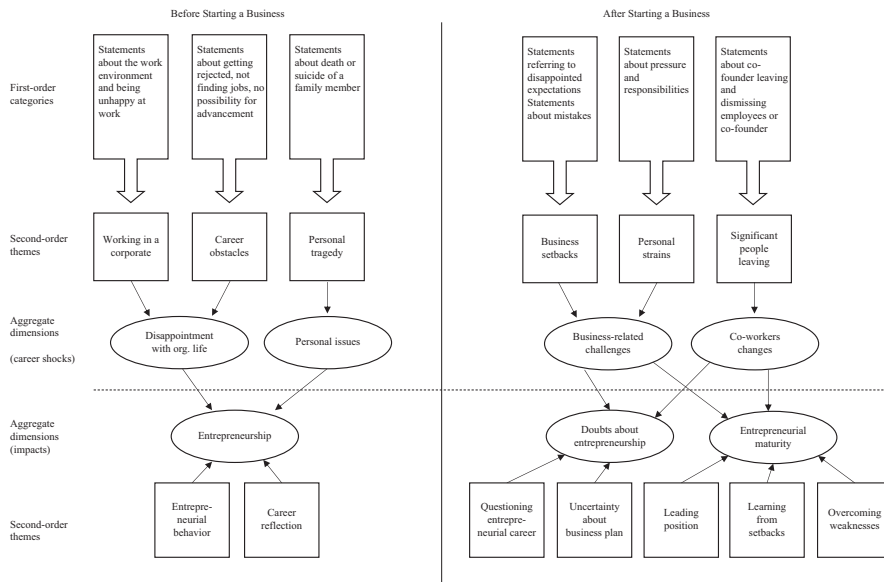 Before Starting a Business
After Starting a Business
First-order
categories
Statements
about the work
environment
and being
unhappy at
work
Statements
about getting
rejected, not
finding jobs, no
possibility for
advancement
Statements
about death or
suicide of a
family member
Statements
referring to
disappointed
expectations
Statements
about mistakes
Statements
about pressure
and
responsibilities
Statements
about co-
founder leaving
and
dismissing
employees or
co-founder
Second-order
themes
Working in a
corporate
Career
obstacles
Personal
tragedy
Business
setbacks
Personal
strains
Significant
people
leaving
Aggregate
dimensions
(career shocks)
Disappointment
with org. life
Personal issues
Business-related
challenges
Co-workers
changes
Aggregate
dimensions
(impacts)
Entrepreneurship
Doubts about
entrepreneurship
Entrepreneurial
maturity
Second-order
themes
Entrepre-
neurial
behavior
Career
reflection
Questioning
entrepre-
neurial career
Uncertainty
about
business plan
Leading
position
Learning
from
setbacks
Overcoming
weaknesses